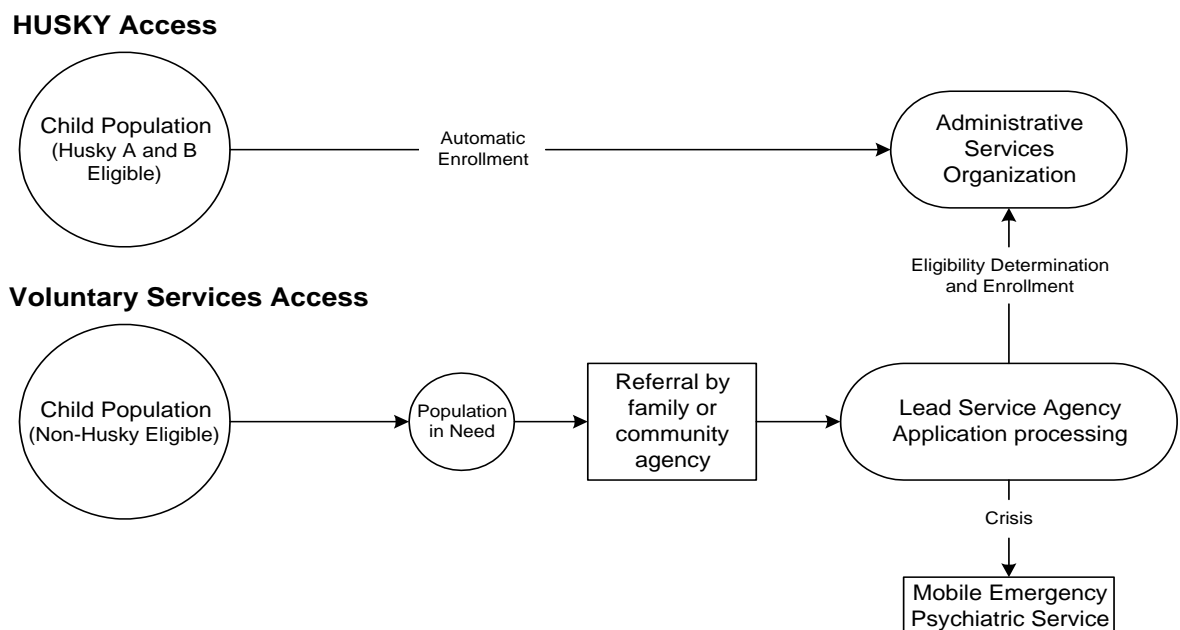 HUSKY Access
Child Population
(Husky A and B
Eligible)
Automatic
Enrollment
Administrative
Services
Organization
Eligibility Determination
and Enrollment
Voluntary Services Access
Child Population
(Non-Husky Eligible)
Population
in Need
Referral by
family or
community
agency
Lead Service Agency
Application processing
Crisis
Mobile Emergency
Psychiatric Service